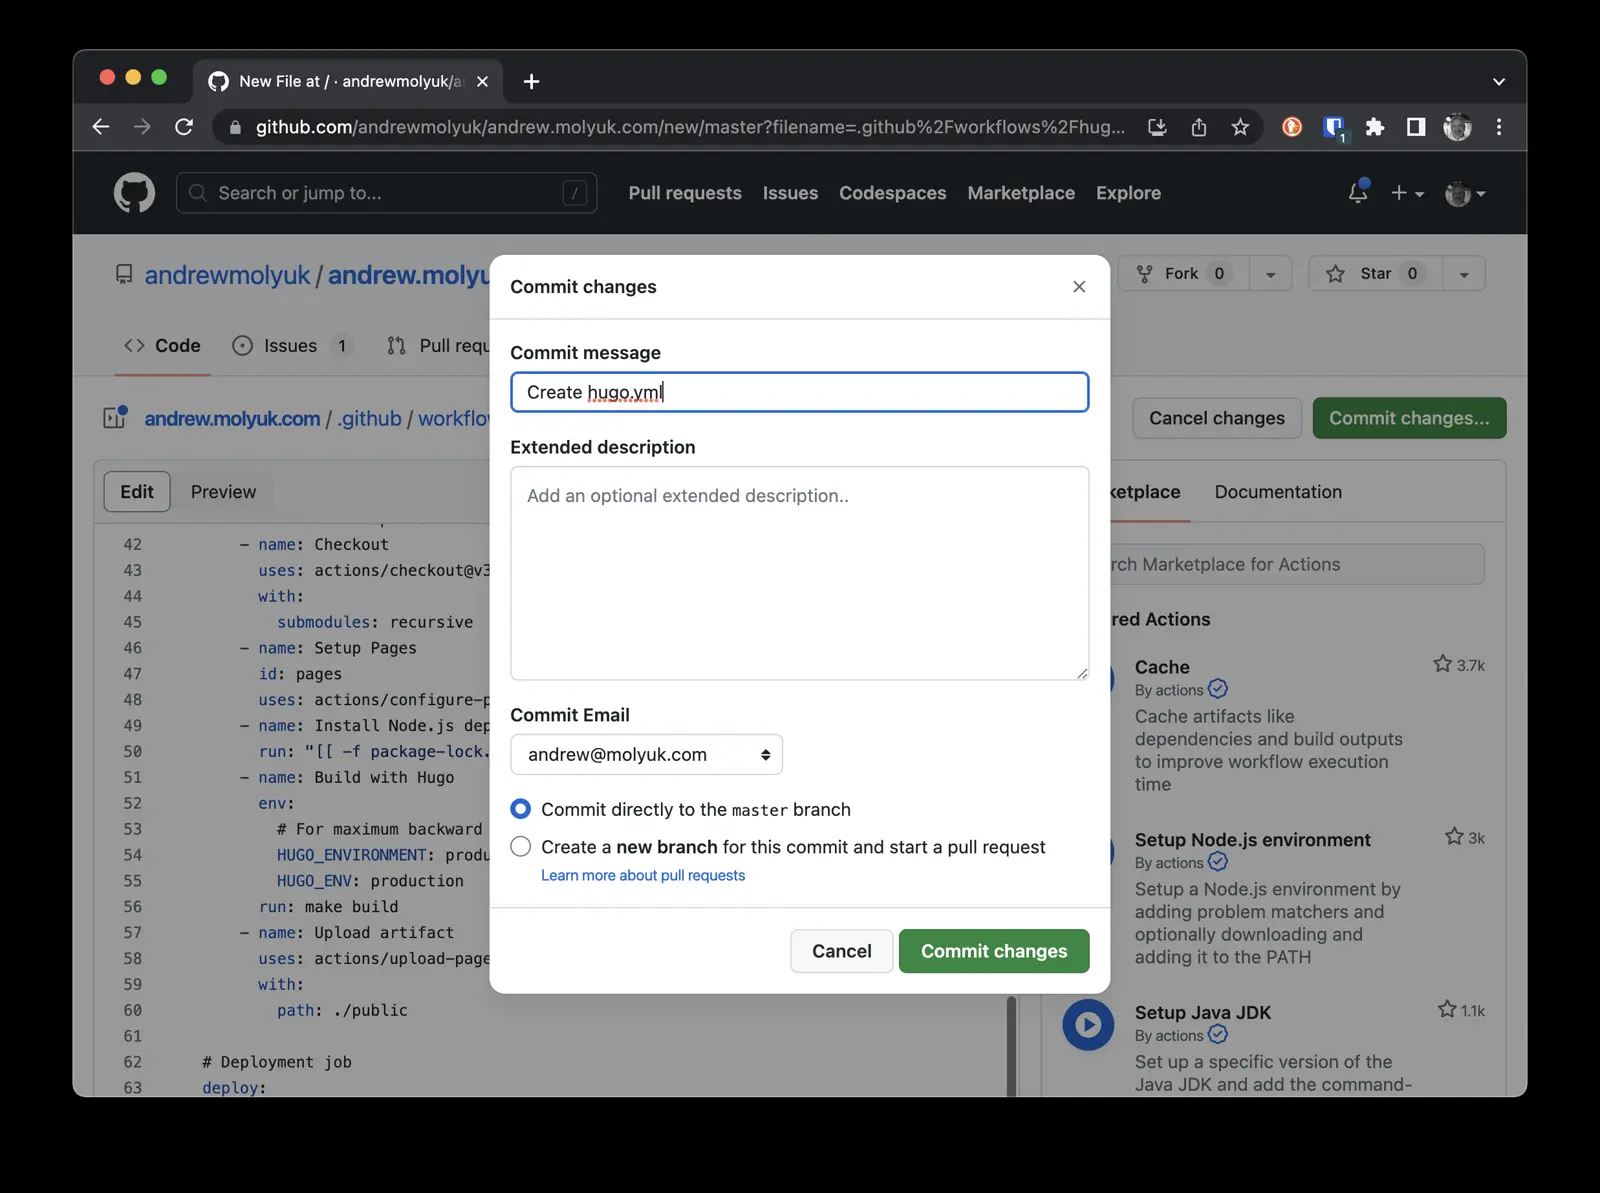 New File at / · andrewmolyuk/a
github.com/andrewmolyuk/andrew.molyuk.com/new/master?filename=.github%2Fworkflows%2Fhug...
1
Search or jump to...
/
Pull requests
Issues
Codespaces
Marketplace
Explore
andrewmolyuk / andrew.molyu
Fork 0
Star 0
Code
Issues 1
Pull requ
andrew.molyuk.com / .github / workflow
Cancel changes
Commit changes...
Edit
Preview
42 - name: Checkout
43 uses: actions/checkout@v3
44 with:
45 submodules: recursive
46 - name: Setup Pages
47 id: pages
48 uses: actions/configure-p
49 - name: Install Node.js dep
50 run: "[[ -f package-lock.
51 - name: Build with Hugo
52 env:
53 # For maximum backward
54 HUGO_ENVIRONMENT: produ
55 HUGO_ENV: production
56 run: make build
57 - name: Upload artifact
58 uses: actions/upload-page
59 with:
60 path: ./public
61
62 # Deployment job
63 deploy:
Commit changes
Commit message
Create hugo.yml
Extended description
Add an optional extended description..
Commit Email
andrew@molyuk.com
Commit directly to the master branch
Create a new branch for this commit and start a pull request
Learn more about pull requests
Cancel
Commit changes
ketplace
Documentation
rch Marketplace for Actions
red Actions
Cache
3.7k
By actions
Cache artifacts like
dependencies and build outputs
to improve workflow execution
time
Setup Node.js environment
3k
By actions
Setup a Node.js environment by
adding problem matchers and
optionally downloading and
adding it to the PATH
Setup Java JDK
1.1k
By actions
Set up a specific version of the
Java JDK and add the command-